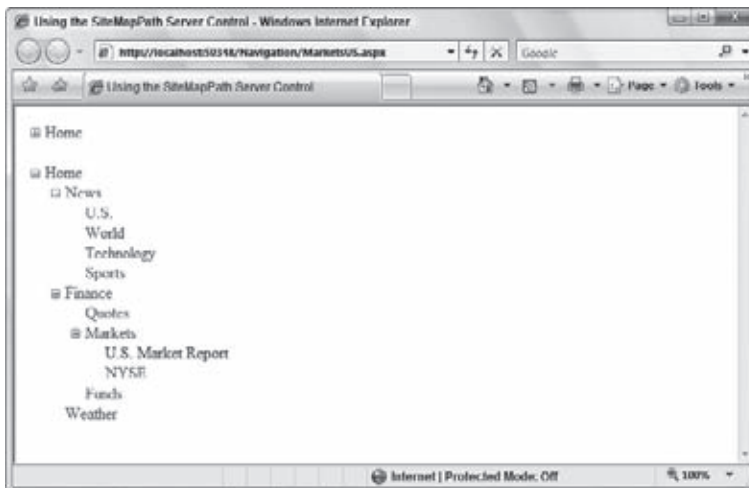 Using the SiteMapPath Server Control - Windows Internet Explorer
http://localhost:50348/Navigation/MarketsUS.aspx
Google
Using the SiteMapPath Server Control
Page
Tools
Home
Home
News
U.S.
World
Technology
Sports
Finance
Quotes
Markets
U.S. Market Report
NYSE
Funds
Weather
Internet | Protected Mode: Off
100%